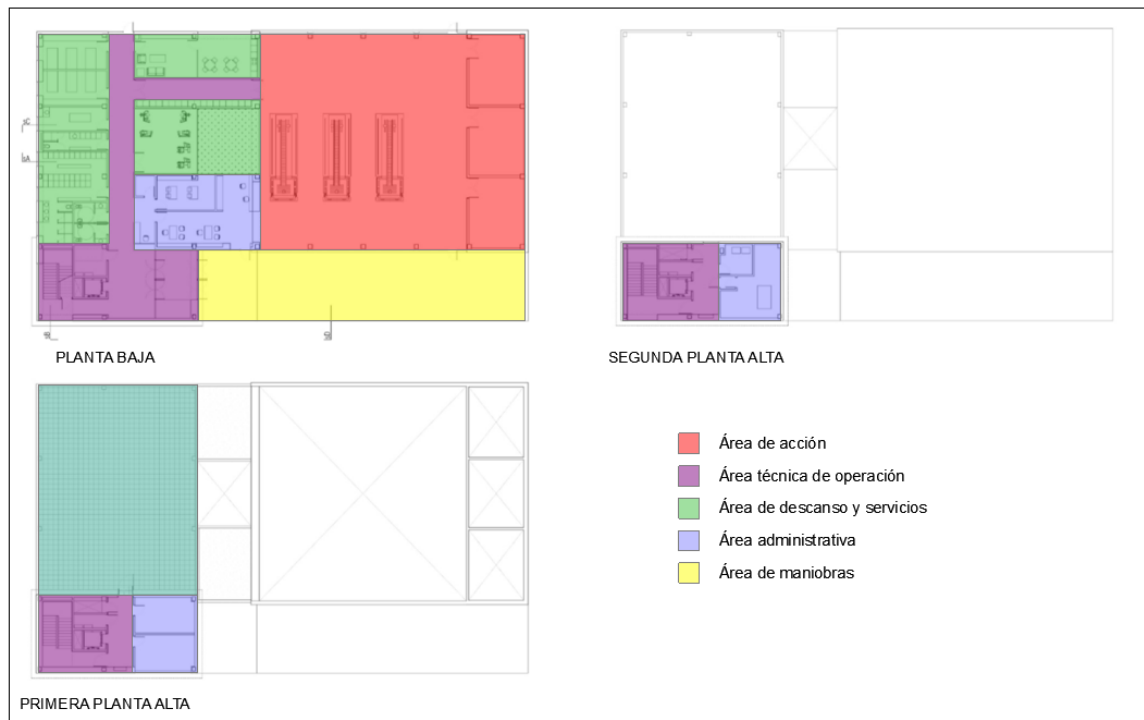 PLANTA BAJA
SEGUNDA PLANTA ALTA
Área de acción
Área técnica de operación
Área de descanso y servicios
Área administrativa
Área de maniobras
PRIMERA PLANTA ALTA